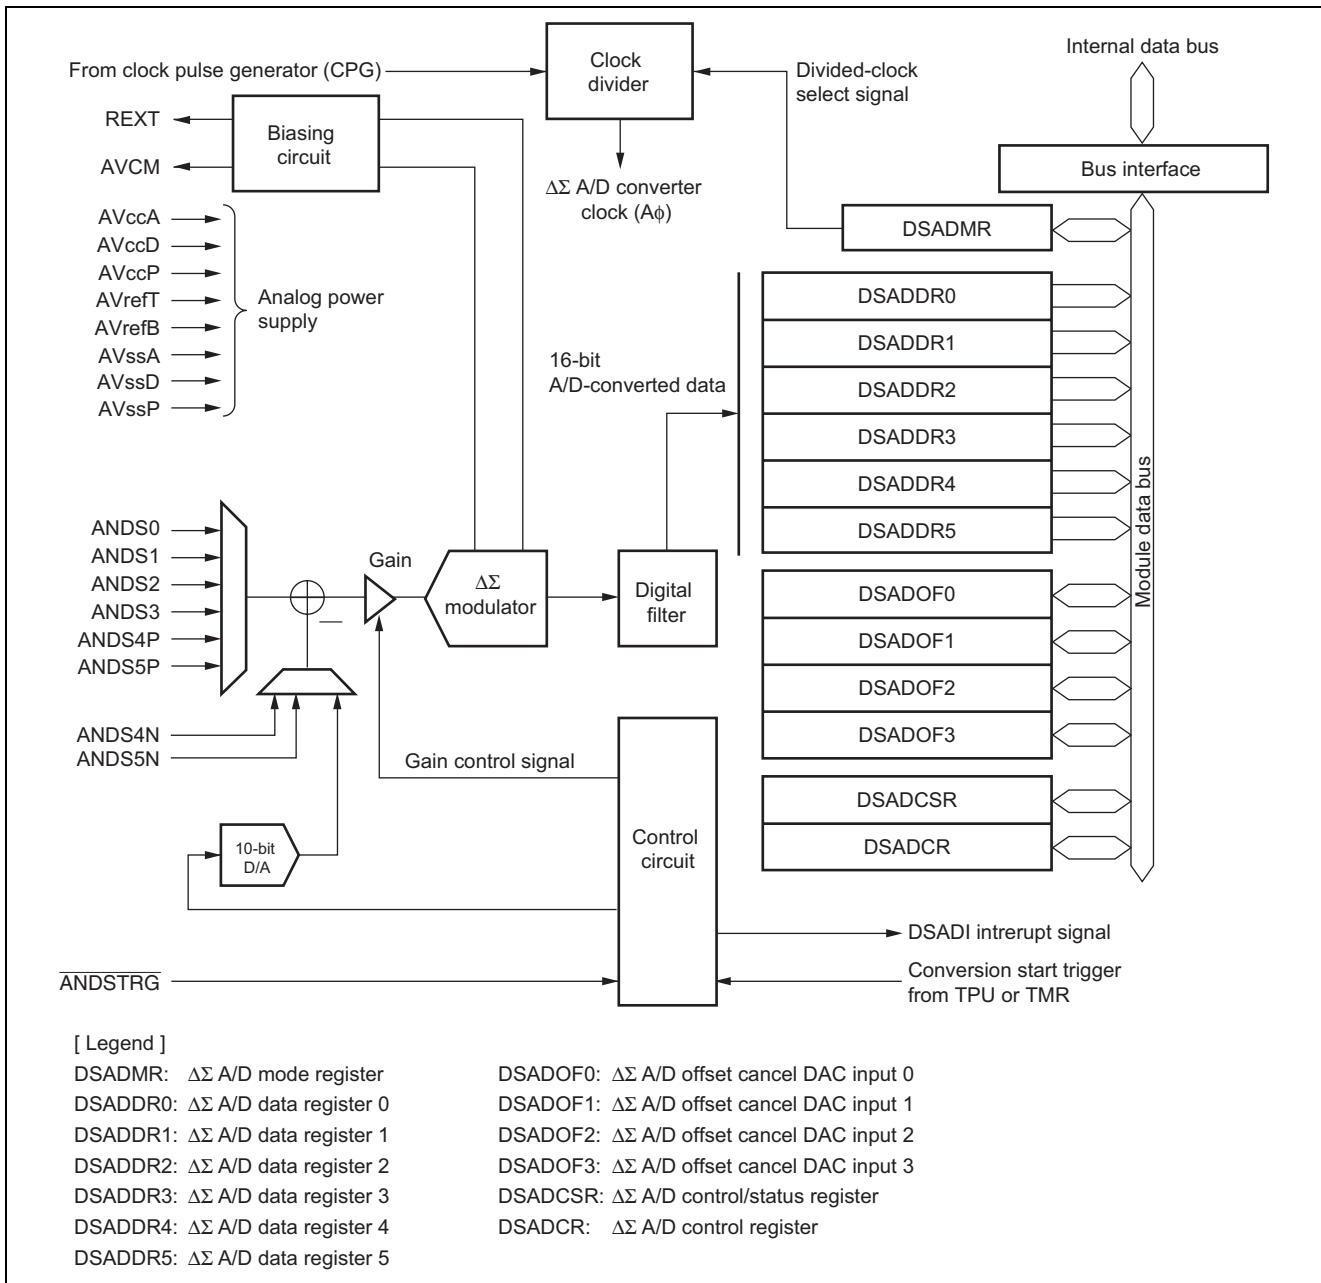 From clock pulse generator (CPG)
Clock
divider
Divided-clock
select signal
Internal data bus
REXT
AVCM
Biasing
circuit
ΔΣ A/D converter
clock (Aϕ)
Bus interface
DSADMR
AVccA
AVccD
AVccP
AVrefT
AVrefB
AVssA
AVssD
AVssP
Analog power
supply
16-bit
A/D-converted data
DSADDR0
DSADDR1
DSADDR2
DSADDR3
DSADDR4
DSADDR5
Module data bus
ANDS0
ANDS1
ANDS2
ANDS3
ANDS4P
ANDS5P
Gain
ΔΣ
modulator
Digital
filter
DSADOF0
DSADOF1
DSADOF2
DSADOF3
ANDS4N
ANDS5N
Gain control signal
DSADCSR
DSADCR
10-bit
D/A
Control
circuit
DSADI intrerupt signal
ANDSTRG
Conversion start trigger
from TPU or TMR
[ Legend ]
DSADMR: ΔΣ A/D mode register
DSADDR0: ΔΣ A/D data register 0
DSADDR1: ΔΣ A/D data register 1
DSADDR2: ΔΣ A/D data register 2
DSADDR3: ΔΣ A/D data register 3
DSADDR4: ΔΣ A/D data register 4
DSADDR5: ΔΣ A/D data register 5
DSADOF0: ΔΣ A/D offset cancel DAC input 0
DSADOF1: ΔΣ A/D offset cancel DAC input 1
DSADOF2: ΔΣ A/D offset cancel DAC input 2
DSADOF3: ΔΣ A/D offset cancel DAC input 3
DSADCSR: ΔΣ A/D control/status register
DSADCR: ΔΣ A/D control register